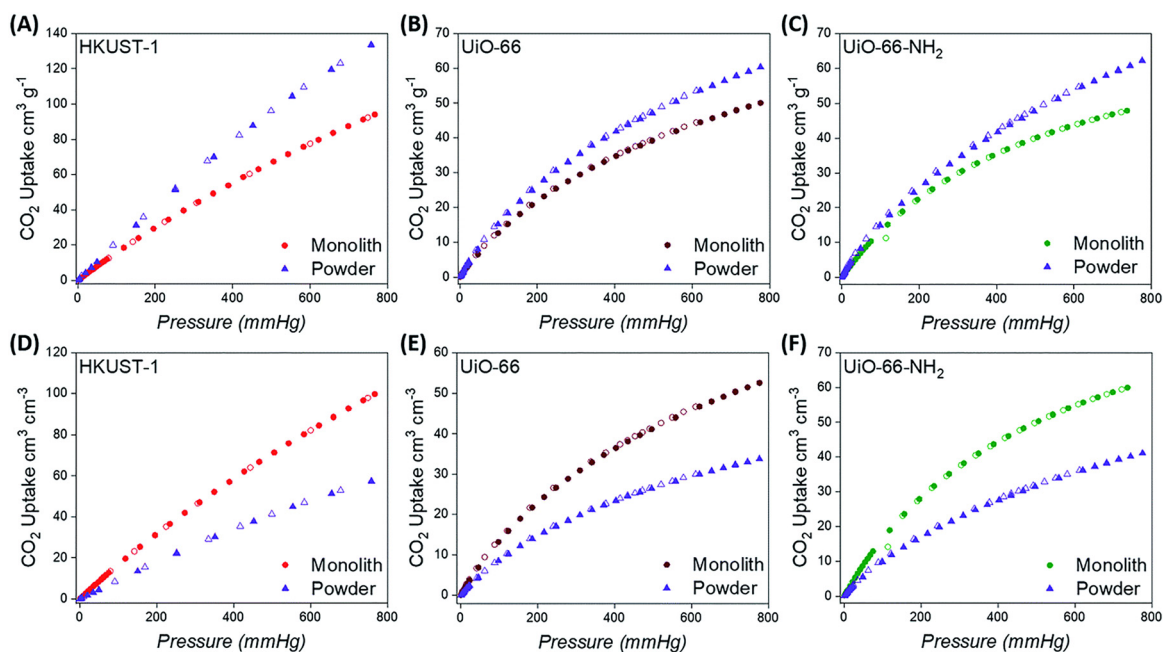 (A)
HKUST-1
CO₂ Uptake cm³ g⁻¹
140
120
100
80
60
40
20
0
0 200 400 600 800
Pressure (mmHg)
Monolith
Powder
(B)
UiO-66
CO₂ Uptake cm³ g⁻¹
70
60
50
40
30
20
10
0
0 200 400 600 800
Pressure (mmHg)
Monolith
Powder
(C)
UiO-66-NH₂
CO₂ Uptake cm³ g⁻¹
70
60
50
40
30
20
10
0
0 200 400 600 800
Pressure (mmHg)
Monolith
Powder
(D)
HKUST-1
CO₂ Uptake cm³ cm⁻³
120
100
80
60
40
20
0
0 200 400 600 800
Pressure (mmHg)
Monolith
Powder
(E)
UiO-66
CO₂ Uptake cm³ cm⁻³
60
50
40
30
20
10
0
0 200 400 600 800
Pressure (mmHg)
Monolith
Powder
(F)
UiO-66-NH₂
CO₂ Uptake cm³ cm⁻³
70
60
50
40
30
20
10
0
0 200 400 600 800
Pressure (mmHg)
Monolith
Powder